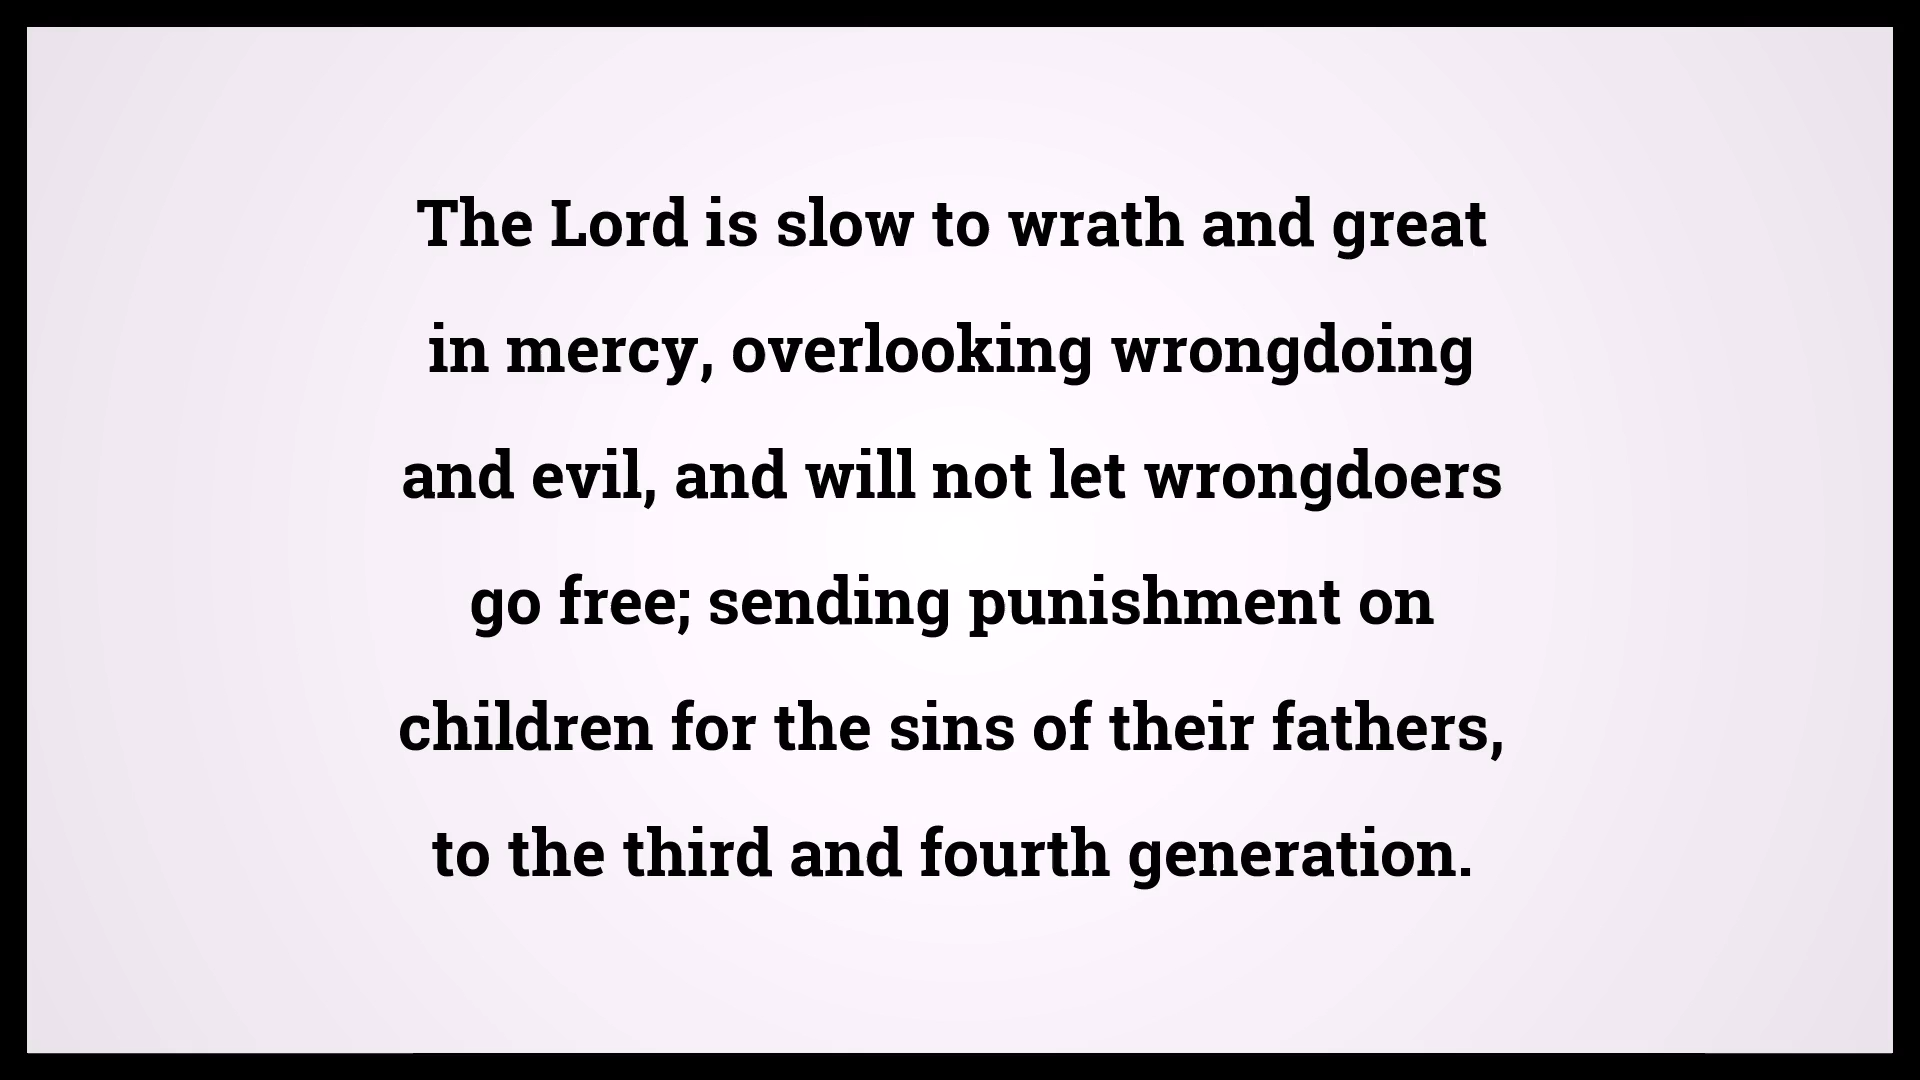 The Lord is slow to wrath and great
in mercy, overlooking wrongdoing
and evil, and will not let wrongdoers
go free; sending punishment on
children for the sins of their fathers,
to the third and fourth generation.